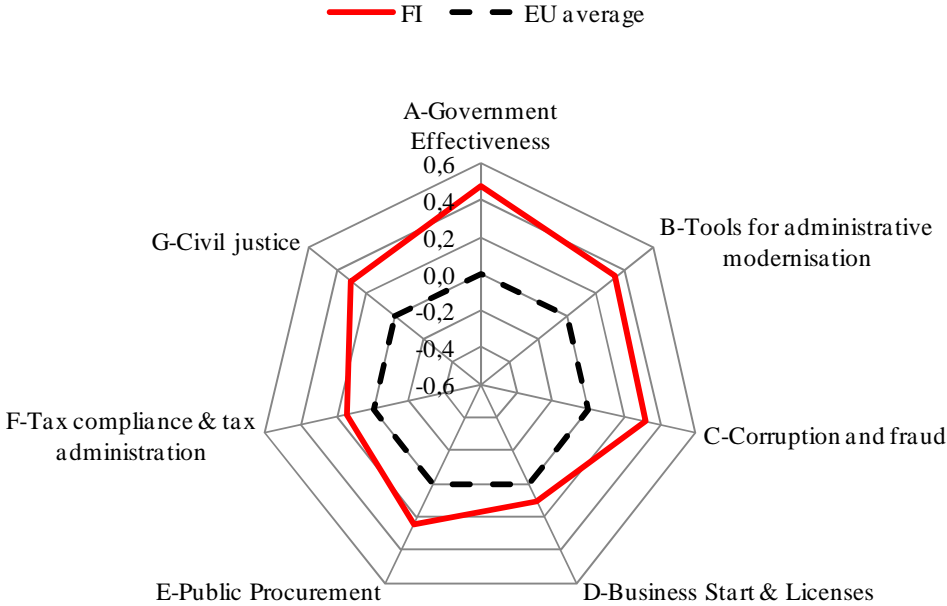 FI EU average
A-Government
Effectiveness
0,6
0,4
0,2
0,0
-0,2
-0,4
-0,6
B-Tools for administrative
modernisation
C-Corruption and fraud
D-Business Start & Licenses
E-Public Procurement
F-Tax compliance & tax
administration
G-Civil justice